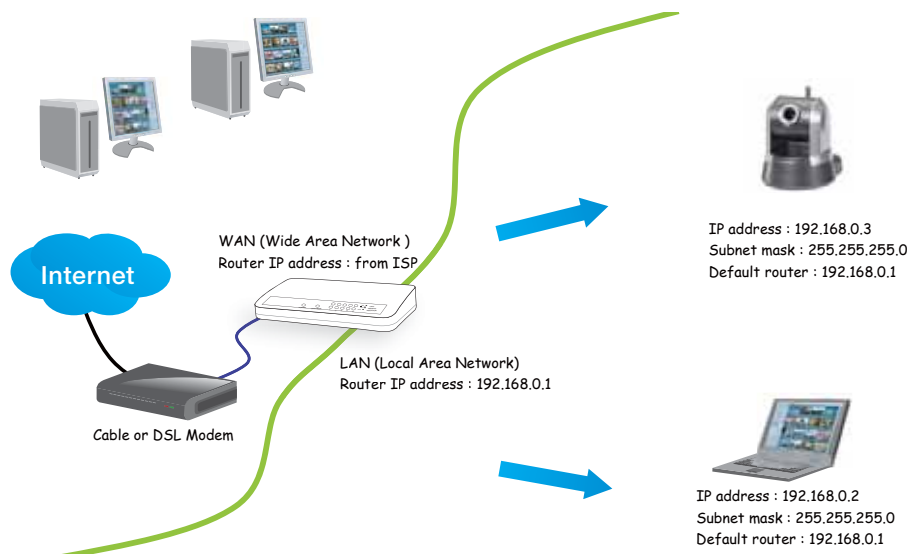 WAN (Wide Area Network )
Router IP address : from ISP
Internet
Cable or DSL Modem
LAN (Local Area Network)
Router IP address : 192.168.0.1
IP address : 192.168.0.3
Subnet mask : 255.255.255.0
Default router : 192.168.0.1
IP address : 192.168.0.2
Subnet mask : 255.255.255.0
Default router : 192.168.0.1